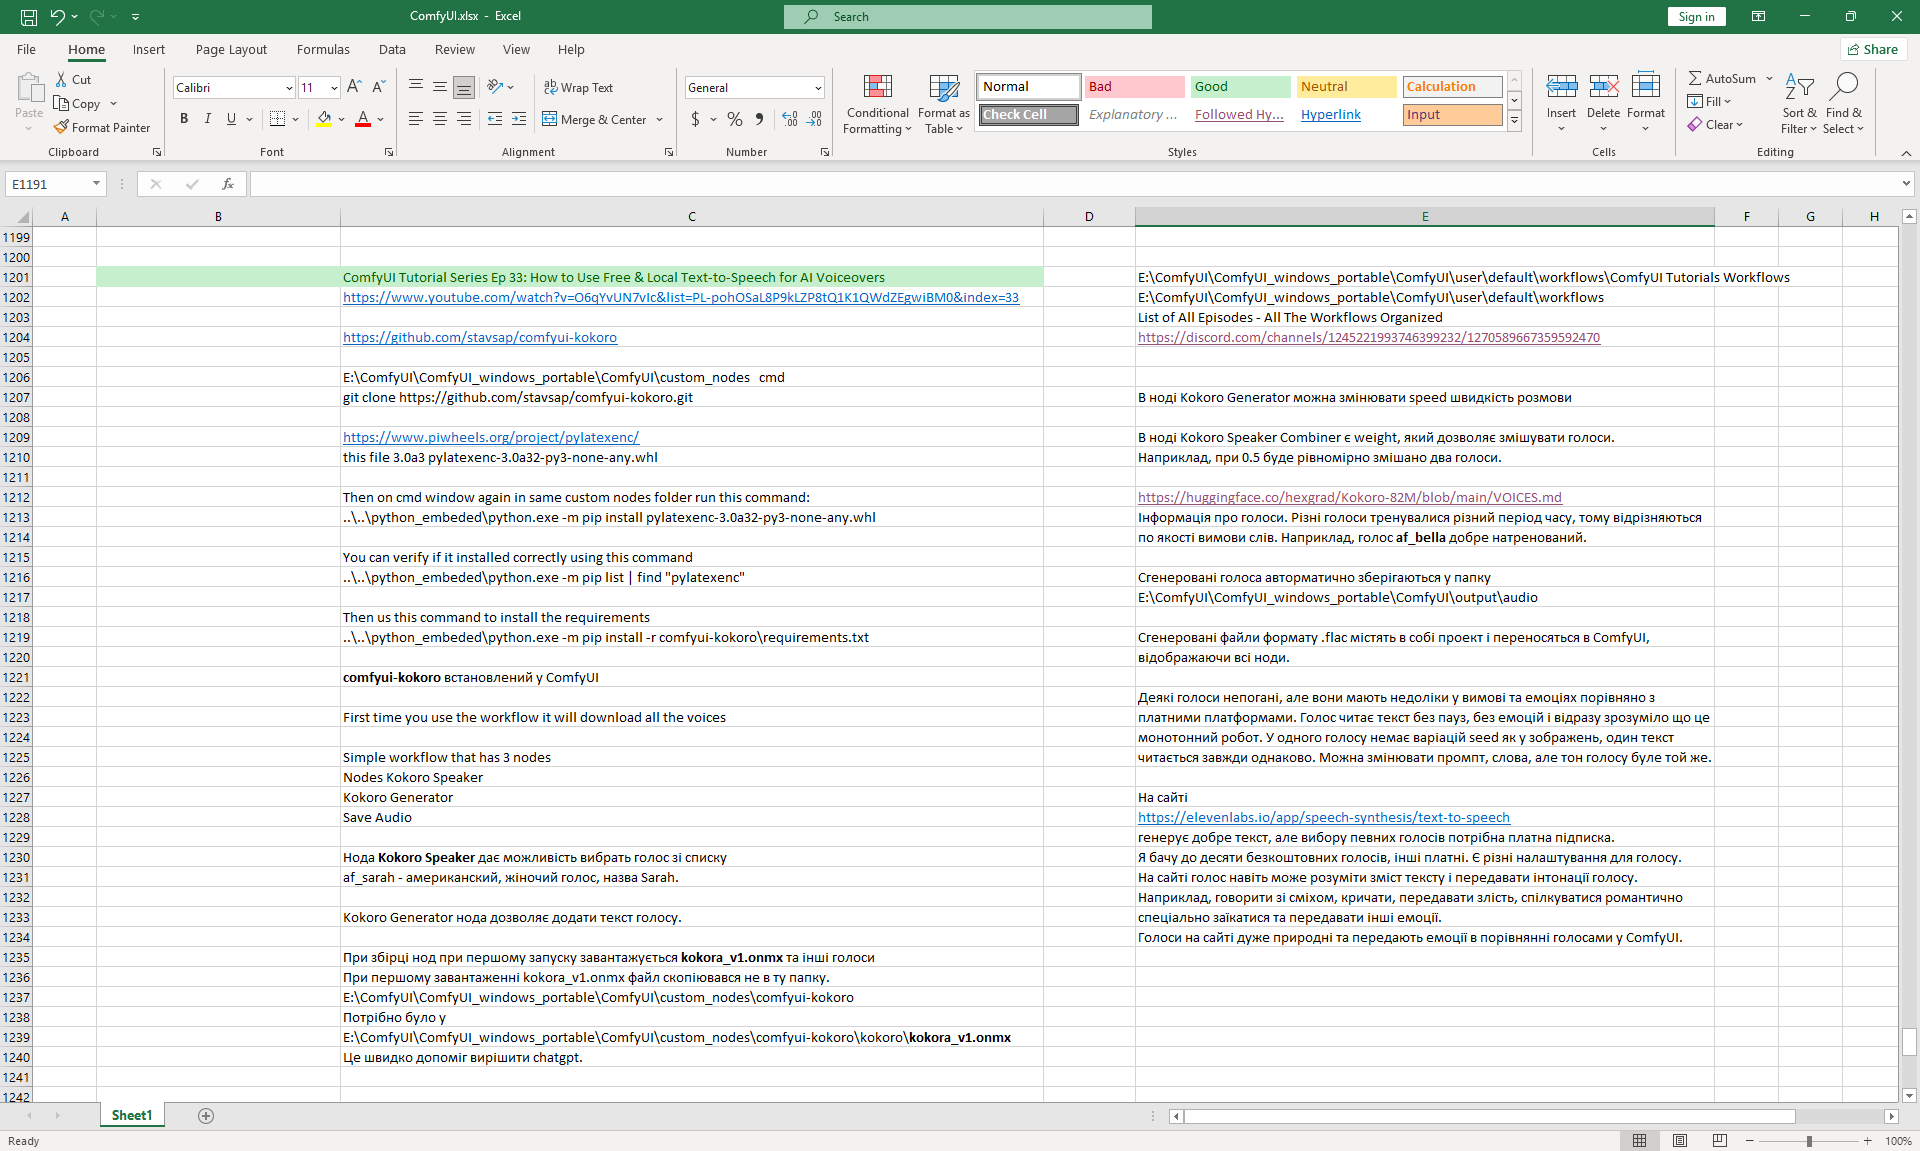 ComfyUI.xlsx - Excel
Search
Sign in
File Home Insert Page Layout Formulas Data Review View Help
Share
Paste
Cut
Copy
Format Painter
Clipboard
Calibri 11
B I U
Font
Wrap Text
Merge & Center
Alignment
General
$ % ,
Number
Conditional Formatting
Format as Table
Normal Bad Good Neutral Calculation
Check Cell Explanatory ... Followed Hy... Hyperlink Input
Styles
Insert Delete Format
Cells
AutoSum
Fill
Clear
Sort & Filter
Find & Select
Editing
E1191
fx
A B C D E F G H
1199
1200
1201 ComfyUI Tutorial Series Ep 33: How to Use Free & Local Text-to-Speech for AI Voiceovers E:\ComfyUI\ComfyUI_windows_portable\ComfyUI\user\default\workflows\ComfyUI Tutorials Workflows
1202 https://www.youtube.com/watch?v=O6qYvUN7vIc&list=PL-pohOSaL8P9kLZP8tQ1K1QWdZEgwiBM0&index=33 E:\ComfyUI\ComfyUI_windows_portable\ComfyUI\user\default\workflows
1203 List of All Episodes - All The Workflows Organized
1204 https://github.com/stavsap/comfyui-kokoro https://discord.com/channels/1245221993746399232/1270589667359592470
1205
1206 E:\ComfyUI\ComfyUI_windows_portable\ComfyUI\custom_nodes cmd
1207 git clone https://github.com/stavsap/comfyui-kokoro.git В ноді Kokoro Generator можна змінювати speed швидкість розмови
1208
1209 https://www.piwheels.org/project/pylatexenc/ В ноді Kokoro Speaker Combiner є weight, який дозволяє змішувати голоси.
1210 this file 3.0a3 pylatexenc-3.0a32-py3-none-any.whl Наприклад, при 0.5 буде рівномірно змішано два голоси.
1211
1212 Then on cmd window again in same custom nodes folder run this command: https://huggingface.co/hexgrad/Kokoro-82M/blob/main/VOICES.md
1213 ..\..\python_embeded\python.exe -m pip install pylatexenc-3.0a32-py3-none-any.whl Інформація про голоси. Різні голоси тренувалися різний період часу, тому відрізняються
1214 по якості вимови слів. Наприклад, голос af_bella добре натренований.
1215 You can verify if it installed correctly using this command
1216 ..\..\python_embeded\python.exe -m pip list | find "pylatexenc" Сгенеровані голоса авторматично зберігаються у папку
1217 E:\ComfyUI\ComfyUI_windows_portable\ComfyUI\output\audio
1218 Then us this command to install the requirements
1219 ..\..\python_embeded\python.exe -m pip install -r comfyui-kokoro\requirements.txt Сгенеровані файли формату .flac містять в собі проект і переносяться в ComfyUI,
1220 відображаючи всі ноди.
1221 comfyui-kokoro встановлений у ComfyUI
1222 Деякі голоси непогані, але вони мають недоліки у вимові та емоціях порівняно з
1223 First time you use the workflow it will download all the voices платними платформами. Голос читає текст без пауз, без емоцій і відразу зрозуміло що це
1224 монотонний робот. У одного голосу немає варіацій seed як у зображень, один текст
1225 Simple workflow that has 3 nodes читається завжди однаково. Можна змінювати промпт, слова, але тон голосу буле той же.
1226 Nodes Kokoro Speaker
1227 Kokoro Generator На сайті
1228 Save Audio https://elevenlabs.io/app/speech-synthesis/text-to-speech
1229 генерує добре текст, але вибору певних голосів потрібна платна підписка.
1230 Нода Kokoro Speaker дає можливість вибрать голос зі списку Я бачу до десяти безкоштовних голосів, інші платні. Є різні налаштування для голосу.
1231 af_sarah - американский, жіночий голос, назва Sarah. На сайті голос навіть може розуміти зміст тексту і передавати інтонації голосу.
1232 Наприклад, говорити зі сміхом, кричати, передавати злість, спілкуватися романтично
1233 Kokoro Generator нода дозволяє додати текст голосу. спеціально заїкатися та передавати інші емоції.
1234 Голоси на сайті дуже природні та передають емоції в порівнянні голосами у ComfyUI.
1235 При збірці нод при першому запуску завантажується kokora_v1.onmx та інші голоси
1236 При першому завантаженні kokora_v1.onmx файл скопіювався не в ту папку.
1237 E:\ComfyUI\ComfyUI_windows_portable\ComfyUI\custom_nodes\comfyui-kokoro
1238 Потрібно було у
1239 E:\ComfyUI\ComfyUI_windows_portable\ComfyUI\custom_nodes\comfyui-kokoro\kokoro\kokora_v1.onmx
1240 Це швидко допоміг вирішити chatgpt.
1241
1242
Sheet1
Ready
100%